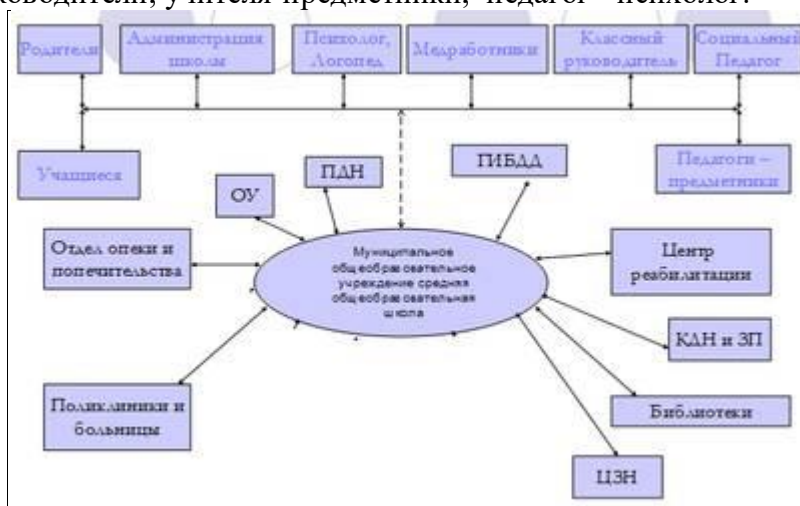 ководители, учителя-предметники, педагог - психолог.
Родители
Администрация
школы
Психолог,
Логопед
Медработники
Классный
руководитель
Социальный
Педагог
Учащиеся
ОУ
ПДН
ГИБДД
Педагоги –
предметники
Отдел опеки и
попечительства
Муниципальное
общеобразовательное
учреждение средняя
общеобразовательная
школа
Центр
реабилитации
КДН и ЗП
Поликлиники и
больницы
Библиотеки
ЦЗН